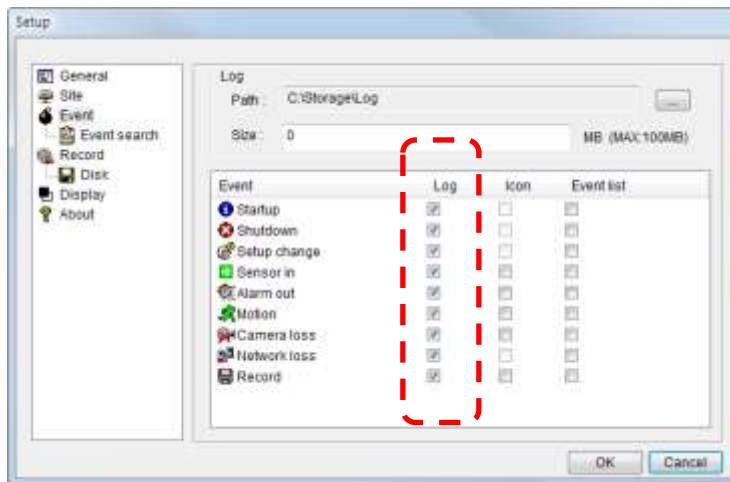 Setup
General
Site
Event
Event search
Record
Disk
Display
About
Log
Path : C:\Storage\Log ...
Size : 0 MB (MAX:100MB)
Event Log Icon Event list
Startup
Shutdown
Setup change
Sensor in
Alarm out
Motion
Camera loss
Network loss
Record
OK Cancel